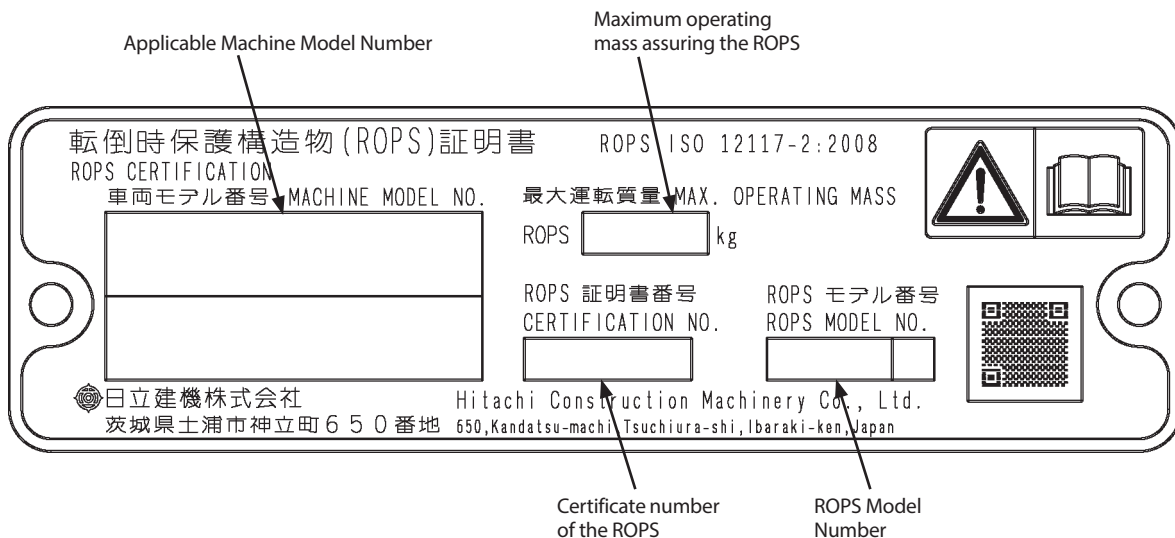 Applicable Machine Model Number
Maximum operating
mass assuring the ROPS
転倒時保護構造物(ROPS)証明書
ROPS ISO 12117-2:2008
ROPS CERTIFICATION
車両モデル番号 MACHINE MODEL NO.
最大運転質量 MAX. OPERATING MASS
ROPS kg
ROPS 証明書番号
CERTIFICATION NO.
ROPS モデル番号
ROPS MODEL NO.
日立建機株式会社
Hitachi Construction Machinery Co., Ltd.
茨城県土浦市神立町650番地
650,Kandatsu-machi,Tsuchiura-shi,Ibaraki-ken,Japan
Certificate number
of the ROPS
ROPS Model
Number